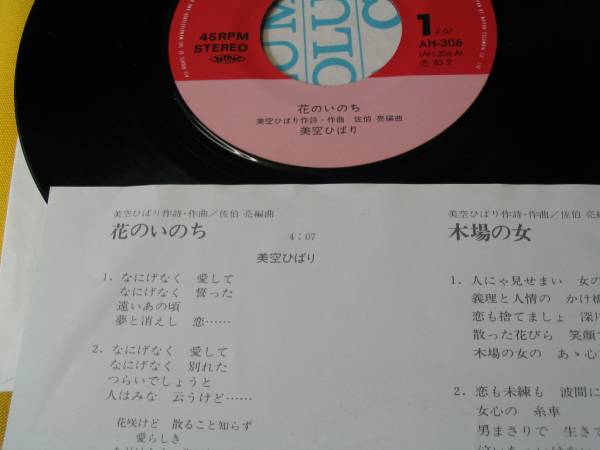 45RPM
STEREO
1
4:07
AH-306
(AH-306-A)
Ⓟ '83.2
花のいのち
美空ひばり作詩・作曲 佐伯 亮編曲
美空ひばり
美空ひばり作詩・作曲/佐伯 亮編曲
花のいのち
4:07
美空ひばり
1. なにげなく 愛して
なにげなく 誓った
遠いあの頃
夢と消えし 恋……
2. なにげなく 愛して
なにげなく 別れた
つらいでしょうと
人はみな 云うけど……
花咲けど 散ること知らず
愛らしき
美空ひばり作詩・作曲/佐伯 亮編
木場の女
1. 人にゃ見せまい 女の
義理と人情の かけ橋
恋も捨てましょ 深川
散った花びら 笑顔で
木場の女の あゝ心
2. 恋も未練も 波間に
女心の 糸車
男まさりで 生きて